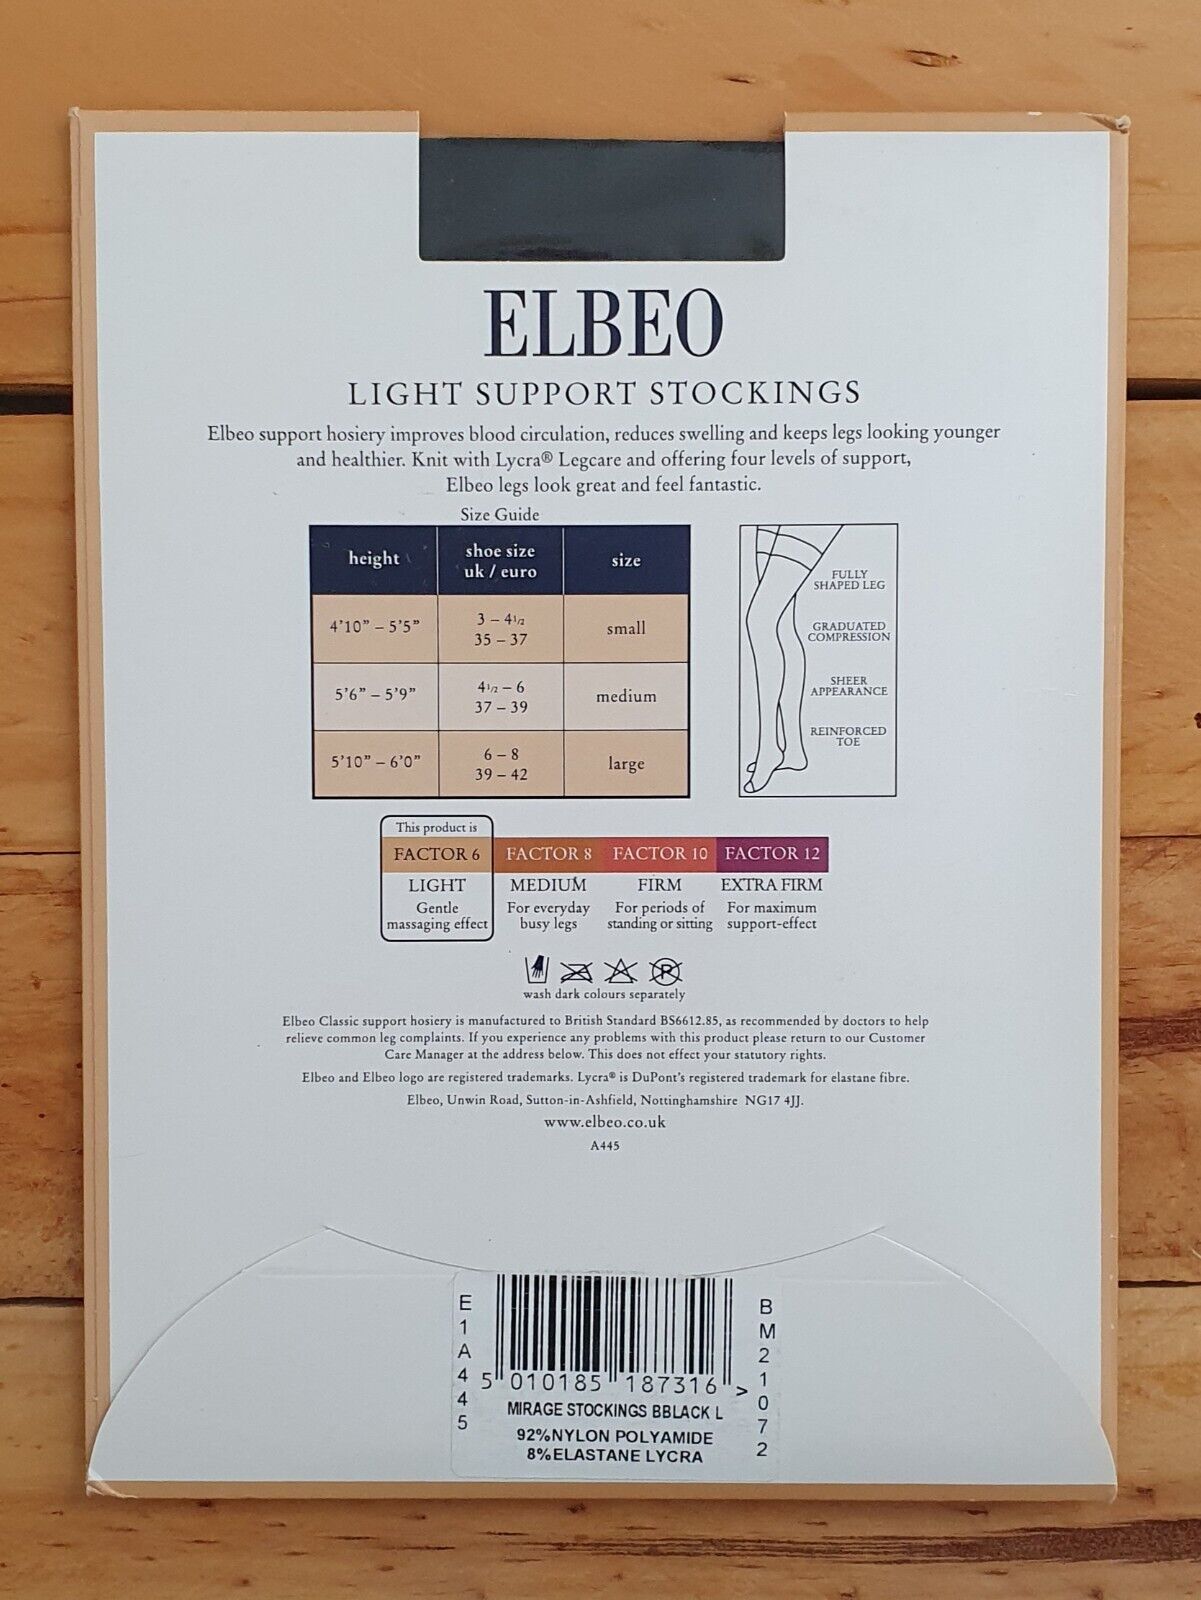 ELBEO
LIGHT SUPPORT STOCKINGS
Elbeo support hosiery improves blood circulation, reduces swelling and keeps legs looking younger
and healthier. Knit with Lycra® Legcare and offering four levels of support,
Elbeo legs look great and feel fantastic.
Size Guide
height
shoe size
uk / euro
size
4'10" – 5'5"
3 – 4½
35 – 37
small
5'6" – 5'9"
4½ – 6
37 – 39
medium
5'10" – 6'0"
6 – 8
39 – 42
large
FULLY
SHAPED LEG
GRADUATED
COMPRESSION
SHEER
APPEARANCE
REINFORCED
TOE
This product is
FACTOR 6
LIGHT
Gentle
massaging effect
FACTOR 8
MEDIUM
For everyday
busy legs
FACTOR 10
FIRM
For periods of
standing or sitting
FACTOR 12
EXTRA FIRM
For maximum
support-effect
P
wash dark colours separately
Elbeo Classic support hosiery is manufactured to British Standard BS6612.85, as recommended by doctors to help
relieve common leg complaints. If you experience any problems with this product please return to our Customer
Care Manager at the address below. This does not effect your statutory rights.
Elbeo and Elbeo logo are registered trademarks. Lycra® is DuPont's registered trademark for elastane fibre.
Elbeo, Unwin Road, Sutton-in-Ashfield, Nottinghamshire NG17 4JJ.
www.elbeo.co.uk
A445
E1A445
5 010185 187316 >
MIRAGE STOCKINGS BBLACK L
92%NYLON POLYAMIDE
8%ELASTANE LYCRA
BM21072